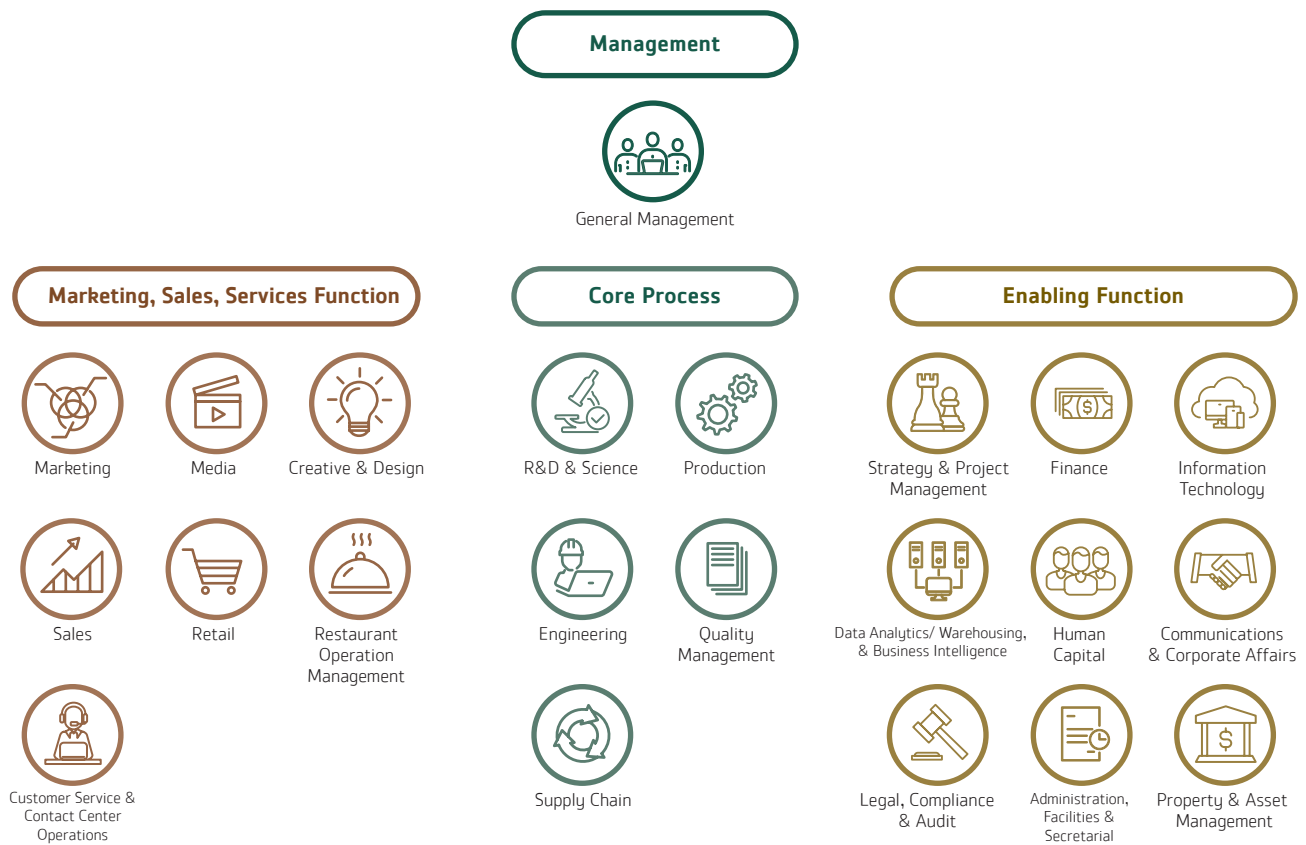 Management
General Management
Marketing, Sales, Services Function
Marketing
Media
Creative & Design
Sales
Retail
Restaurant
Operation
Management
Customer Service &
Contact Center
Operations
Core Process
R&D & Science
Production
Engineering
Quality
Management
Supply Chain
Enabling Function
Strategy & Project
Management
Finance
Information
Technology
Data Analytics/ Warehousing,
& Business Intelligence
Human
Capital
Communications
& Corporate Affairs
Legal, Compliance
& Audit
Administration,
Facilities &
Secretarial
Property & Asset
Management